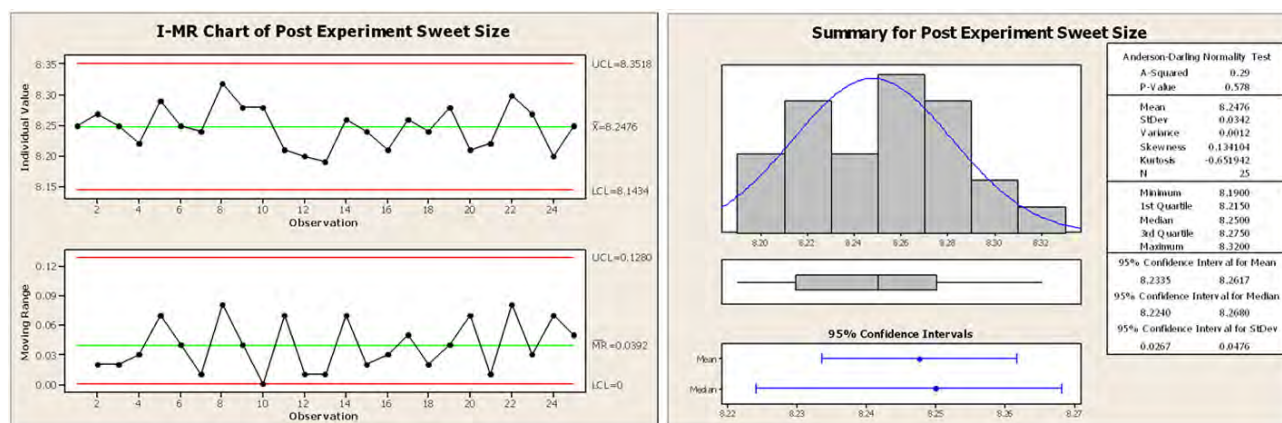 I-MR Chart of Post Experiment Sweet Size
8.35
8.30
8.25
8.20
8.15
Individual Value
UCL=8.3518
X=8.2476
LCL=8.1434
2 4 6 8 10 12 14 16 18 20 22 24
Observation
0.12
0.09
0.06
0.03
0.00
Moving Range
UCL=0.1280
MR=0.0392
LCL=0
2 4 6 8 10 12 14 16 18 20 22 24
Observation
Summary for Post Experiment Sweet Size
8.20 8.22 8.24 8.26 8.28 8.30 8.32
95% Confidence Intervals
Mean
Median
8.22 8.23 8.24 8.25 8.26 8.27
Anderson-Darling Normality Test
A-Squared 0.29
P-Value 0.578
Mean 8.2476
StDev 0.0342
Variance 0.0012
Skewness 0.134104
Kurtosis -0.651942
N 25
Minimum 8.1900
1st Quartile 8.2150
Median 8.2500
3rd Quartile 8.2750
Maximum 8.3200
95% Confidence Interval for Mean
8.2335 8.2617
95% Confidence Interval for Median
8.2240 8.2680
95% Confidence Interval for StDev
0.0267 0.0476